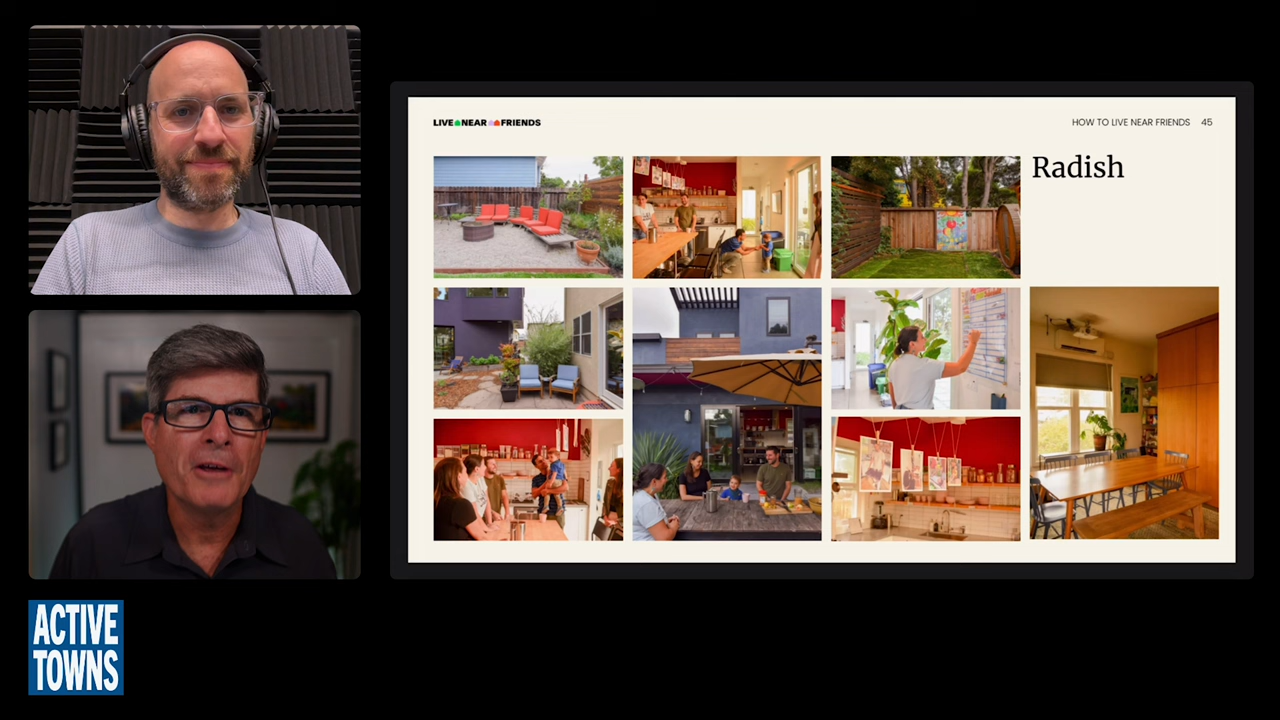 LIVE NEAR FRIENDS
HOW TO LIVE NEAR FRIENDS 45
Radish
ACTIVE
TOWNS